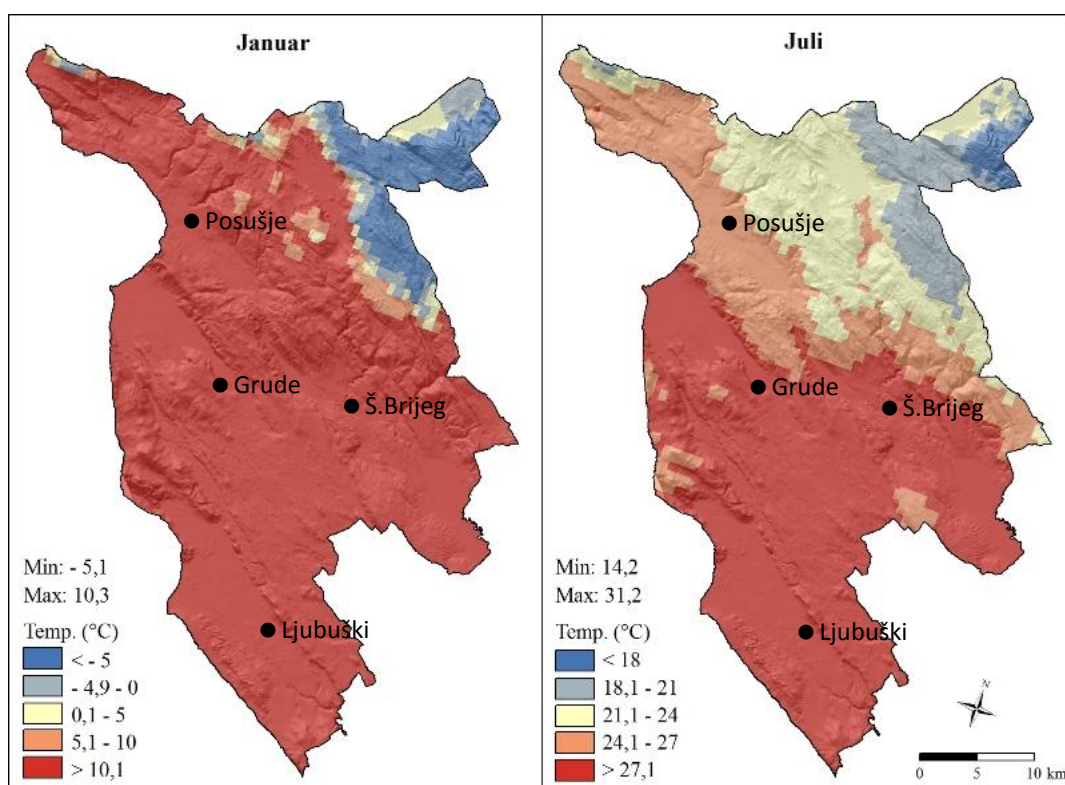 Januar
Posušje
Grude
Š.Brijeg
Ljubuški
Min: - 5,1
Max: 10,3
Temp. (°C)
< - 5
- 4,9 - 0
0,1 - 5
5,1 - 10
> 10,1
Juli
Posušje
Grude
Š.Brijeg
Ljubuški
Min: 14,2
Max: 31,2
Temp. (°C)
< 18
18,1 - 21
21,1 - 24
24,1 - 27
> 27,1
N
0 5 10 km